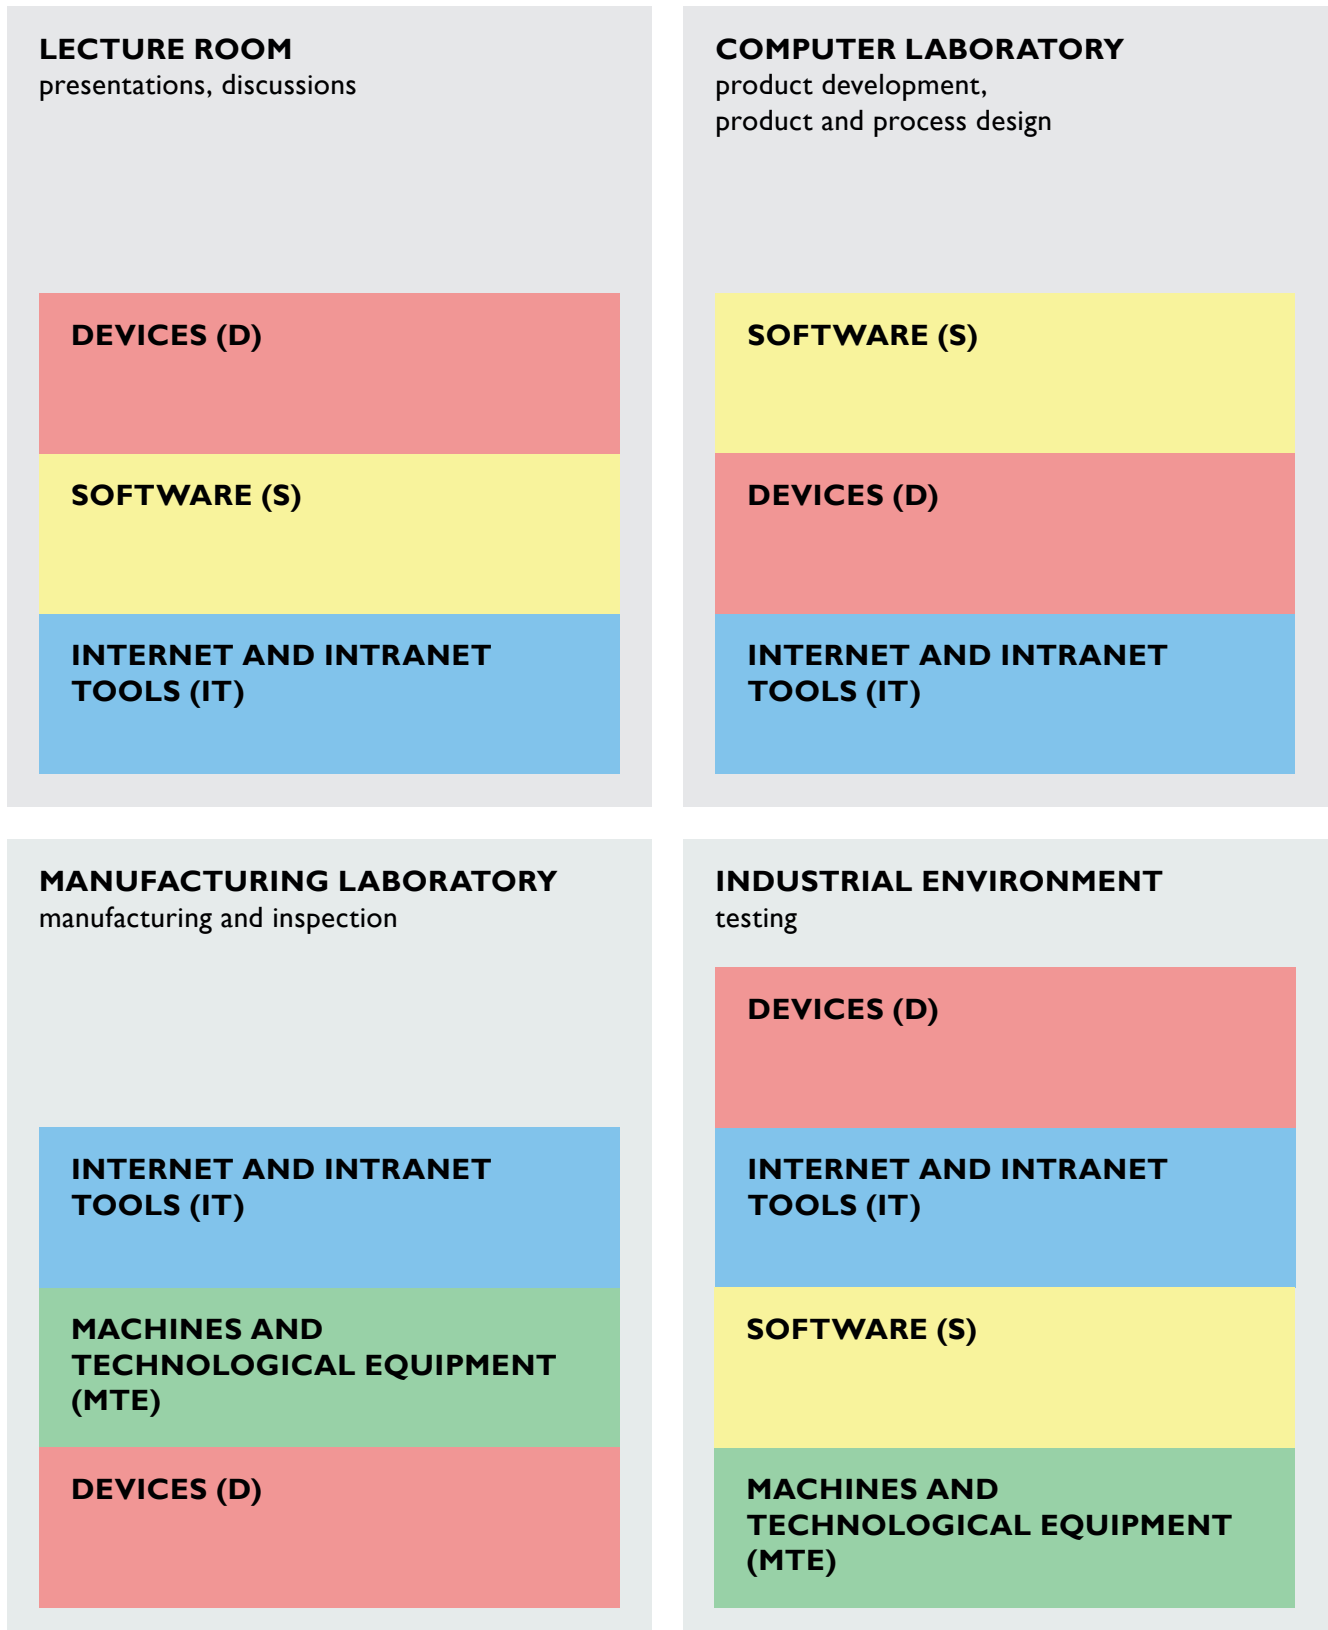 LECTURE ROOM
presentations, discussions
DEVICES (D)
SOFTWARE (S)
INTERNET AND INTRANET
TOOLS (IT)
COMPUTER LABORATORY
product development,
product and process design
SOFTWARE (S)
DEVICES (D)
INTERNET AND INTRANET
TOOLS (IT)
MANUFACTURING LABORATORY
manufacturing and inspection
INTERNET AND INTRANET
TOOLS (IT)
MACHINES AND
TECHNOLOGICAL EQUIPMENT
(MTE)
DEVICES (D)
INDUSTRIAL ENVIRONMENT
testing
DEVICES (D)
INTERNET AND INTRANET
TOOLS (IT)
SOFTWARE (S)
MACHINES AND
TECHNOLOGICAL EQUIPMENT
(MTE)